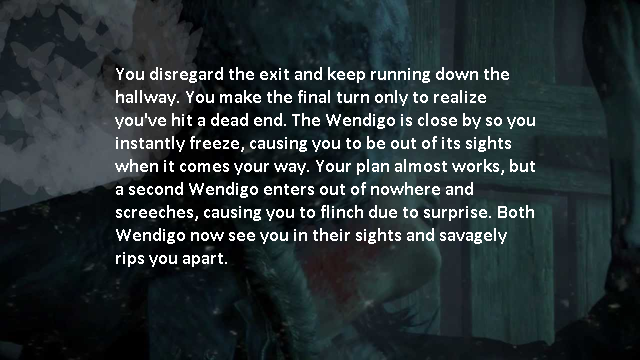 You disregard the exit and keep running down the
hallway. You make the final turn only to realize
you've hit a dead end. The Wendigo is close by so you
instantly freeze, causing you to be out of its sights
when it comes your way. Your plan almost works, but
a second Wendigo enters out of nowhere and
screeches, causing you to flinch due to surprise. Both
Wendigo now see you in their sights and savagely
rips you apart.